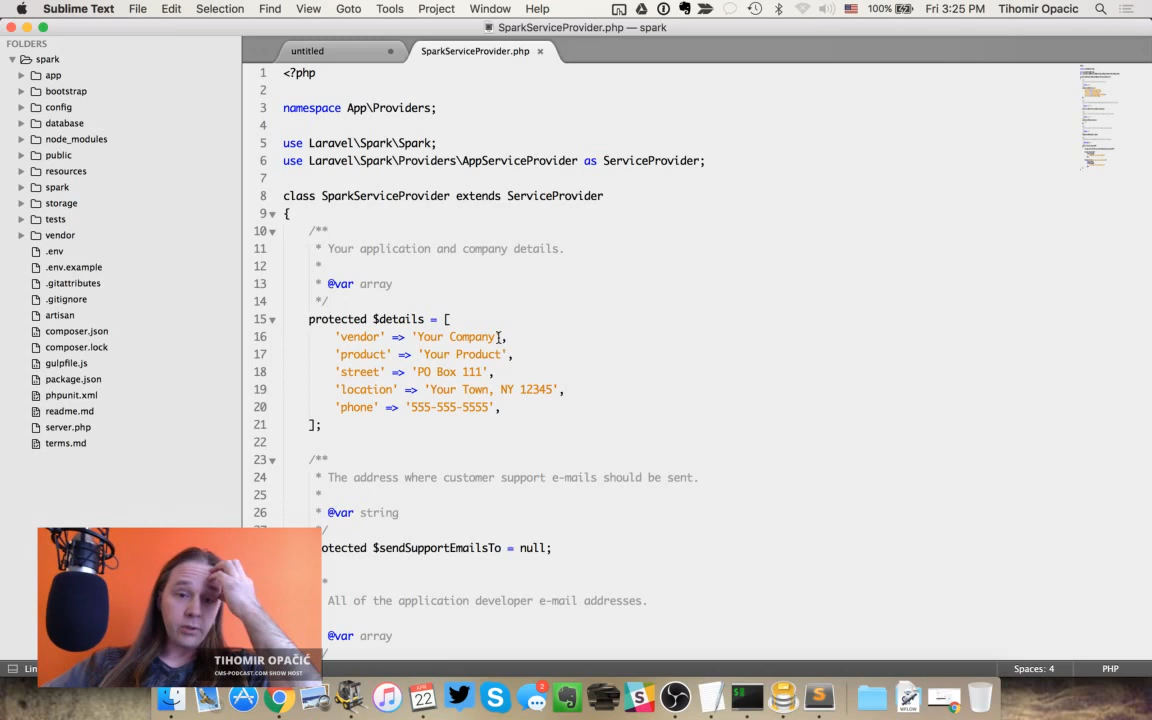 Sublime Text File Edit Selection Find View Goto Tools Project Window Help 100% Fri 3:25 PM Tihomir Opacic
SparkServiceProvider.php — spark
FOLDERS
spark
app
bootstrap
config
database
node_modules
public
resources
spark
storage
tests
vendor
.env
.env.example
.gitattributes
.gitignore
artisan
composer.json
composer.lock
gulpfile.js
package.json
phpunit.xml
readme.md
server.php
terms.md
untitled SparkServiceProvider.php
1 <?php
2
3 namespace App\Providers;
4
5 use Laravel\Spark\Spark;
6 use Laravel\Spark\Providers\AppServiceProvider as ServiceProvider;
7
8 class SparkServiceProvider extends ServiceProvider
9 {
10 /**
11 * Your application and company details.
12 *
13 * @var array
14 */
15 protected $details = [
16 'vendor' => 'Your Company',
17 'product' => 'Your Product',
18 'street' => 'PO Box 111',
19 'location' => 'Your Town, NY 12345',
20 'phone' => '555-555-5555',
21 ];
22
23 /**
24 * The address where customer support e-mails should be sent.
25 *
26 * @var string
/
otected $sendSupportEmailsTo = null;
*
All of the application developer e-mail addresses.
@var array
/
TIHOMIR OPAČIĆ
CMS-PODCAST.COM SHOW HOST
Lin Spaces: 4 PHP
APR
22
2
WFLOW